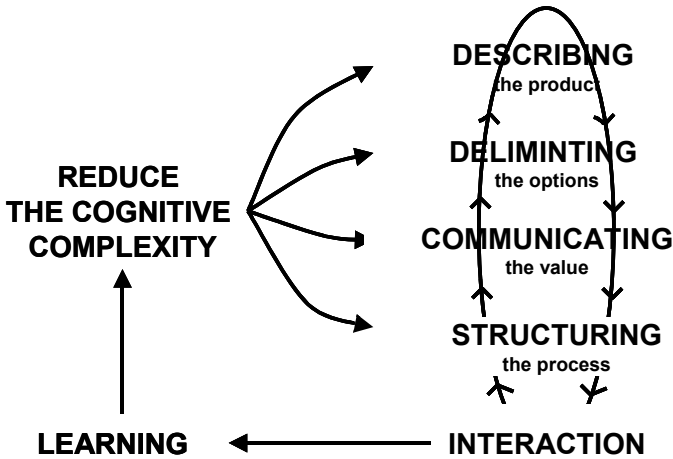 REDUCE
THE COGNITIVE
COMPLEXITY
DESCRIBING
the product
DELIMINTING
the options
COMMUNICATING
the value
STRUCTURING
the process
LEARNING
INTERACTION